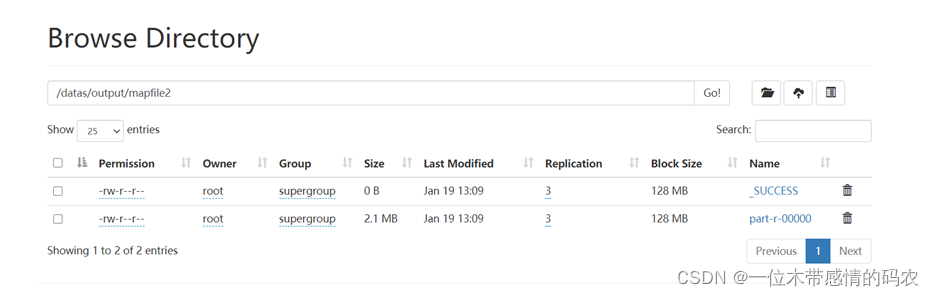 Browse Directory
/datas/output/mapfile2 Go!
Show 25 entries Search:
Permission Owner Group Size Last Modified Replication Block Size Name
-rw-r--r-- root supergroup 0 B Jan 19 13:09 3 128 MB _SUCCESS
-rw-r--r-- root supergroup 2.1 MB Jan 19 13:09 3 128 MB part-r-00000
Showing 1 to 2 of 2 entries Previous 1 Next
CSDN @一位木带感情的码农